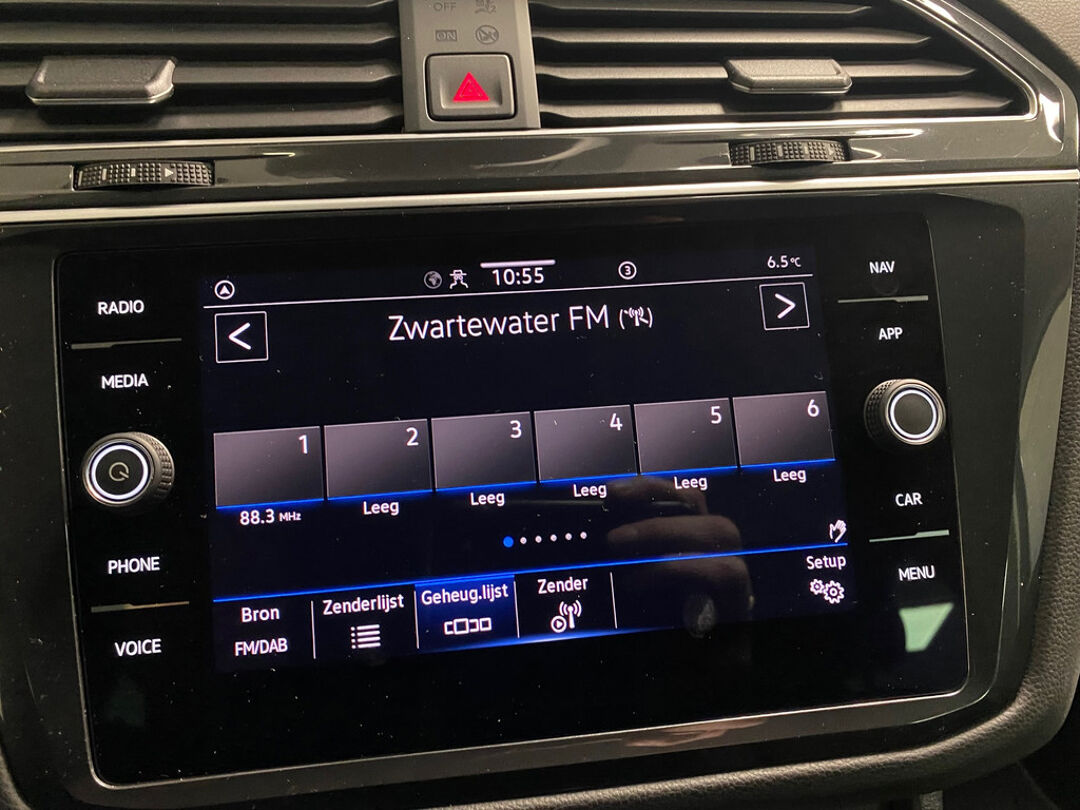 OFF
ON
10:55
3
6.5°C
Zwartewater FM
RADIO
MEDIA
PHONE
VOICE
NAV
APP
CAR
MENU
1 2 3 4 5 6
88.3 MHz Leeg Leeg Leeg Leeg Leeg
Bron
FM/DAB
Zenderlijst
Geheug.lijst
Zender
Setup